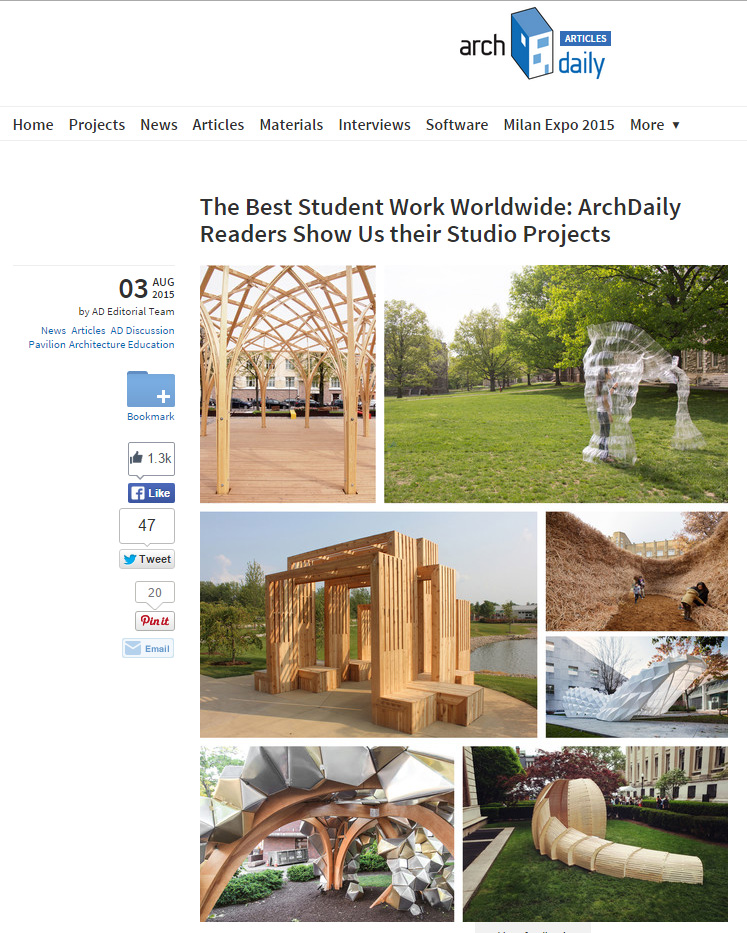 arch
ARTICLES
daily
Home Projects News Articles Materials Interviews Software Milan Expo 2015 More ▼
The Best Student Work Worldwide: ArchDaily
Readers Show Us their Studio Projects
03 AUG
2015
by AD Editorial Team
News Articles AD Discussion
Pavilion Architecture Education
Bookmark
1.3k
Like
47
Tweet
20
Pin it
Email